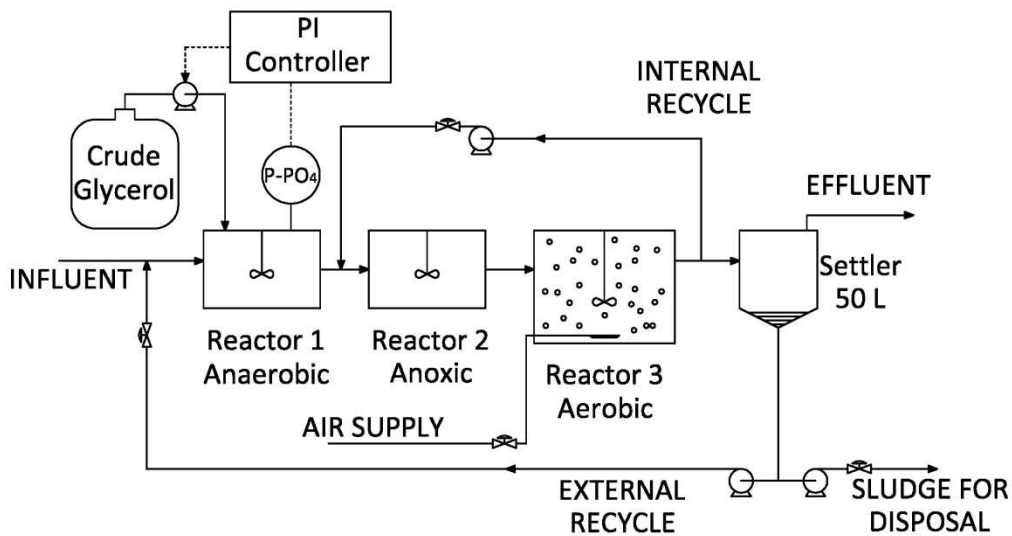 PI
Controller
Crude
Glycerol
P-PO₄
INTERNAL
RECYCLE
EFFLUENT
INFLUENT
Settler
50 L
Reactor 1
Anaerobic
Reactor 2
Anoxic
Reactor 3
Aerobic
AIR SUPPLY
EXTERNAL
RECYCLE
SLUDGE FOR
DISPOSAL